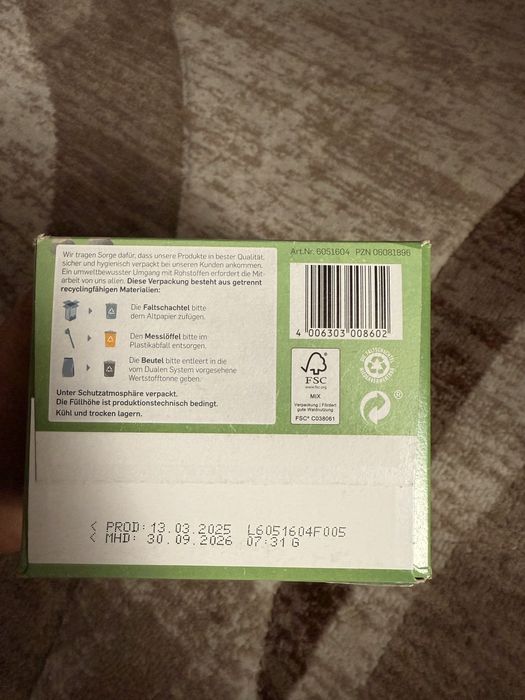 Wir tragen Sorge dafür, dass unsere Produkte in bester Qualität,
sicher und hygienisch verpackt bei unseren Kunden ankommen.
Ein umweltbewusster Umgang mit Rohstoffen erfordert die Mit-
arbeit von uns allen. Diese Verpackung besteht aus getrennt
recyclingfähigen Materialien:
Die Faltschachtel bitte
dem Altpapier zufügen.
Den Messlöffel bitte im
Plastikabfall entsorgen.
Die Beutel bitte entleert in die
vom Dualen System vorgesehene
Wertstofftonne geben.
Unter Schutzatmosphäre verpackt.
Die Füllhöhe ist produktionstechnisch bedingt.
Kühl und trocken lagern.
Art.Nr. 6051604 PZN 06081896
4 006303 008602
FSC
www.fsc.org
MIX
Verpackung | Fördert
gute Waldnutzung
FSC® C038061
®
< PROD: 13.03.2025 L6051604F005
< MHD: 30.09.2026 07:31 G